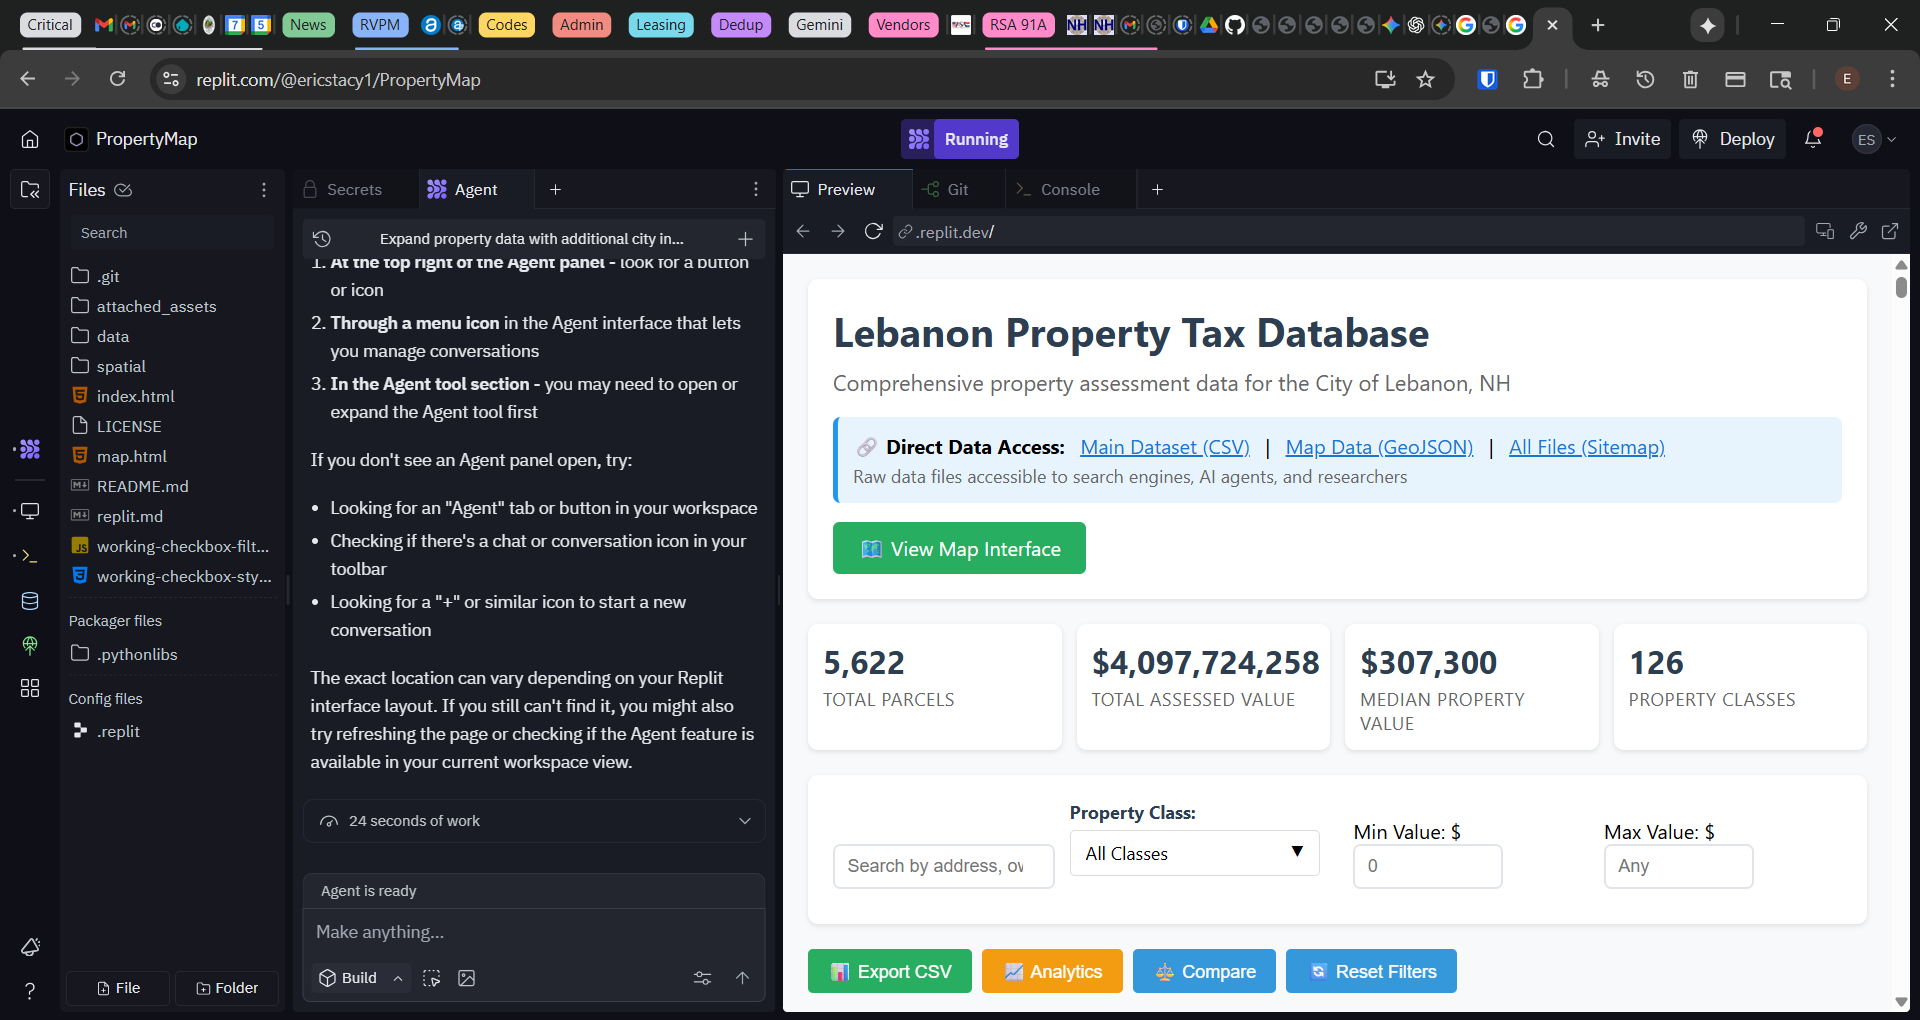 Critical
7
5
News
RVPM
Codes
Admin
Leasing
Dedup
Gemini
Vendors
RSA 91A
NH
NH
replit.com/@ericstacy1/PropertyMap
E
PropertyMap
Running
Invite
Deploy
ES
Files
Search
.git
attached_assets
data
spatial
index.html
LICENSE
map.html
README.md
replit.md
working-checkbox-filt...
working-checkbox-sty...
Packager files
.pythonlibs
Config files
.replit
File
Folder
Secrets
Agent
Expand property data with additional city in...
1. At the top right of the Agent panel - look for a button
or icon
2. Through a menu icon in the Agent interface that lets
you manage conversations
3. In the Agent tool section - you may need to open or
expand the Agent tool first
If you don't see an Agent panel open, try:
• Looking for an "Agent" tab or button in your workspace
• Checking if there's a chat or conversation icon in your
toolbar
• Looking for a "+" or similar icon to start a new
conversation
The exact location can vary depending on your Replit
interface layout. If you still can't find it, you might also
try refreshing the page or checking if the Agent feature is
available in your current workspace view.
24 seconds of work
Agent is ready
Make anything...
Build
Preview
Git
Console
.replit.dev/
Lebanon Property Tax Database
Comprehensive property assessment data for the City of Lebanon, NH
Direct Data Access: Main Dataset (CSV) | Map Data (GeoJSON) | All Files (Sitemap)
Raw data files accessible to search engines, AI agents, and researchers
View Map Interface
5,622
TOTAL PARCELS
$4,097,724,258
TOTAL ASSESSED VALUE
$307,300
MEDIAN PROPERTY
VALUE
126
PROPERTY CLASSES
Search by address, ov
Property Class:
All Classes
Min Value: $
0
Max Value: $
Any
Export CSV
Analytics
Compare
Reset Filters